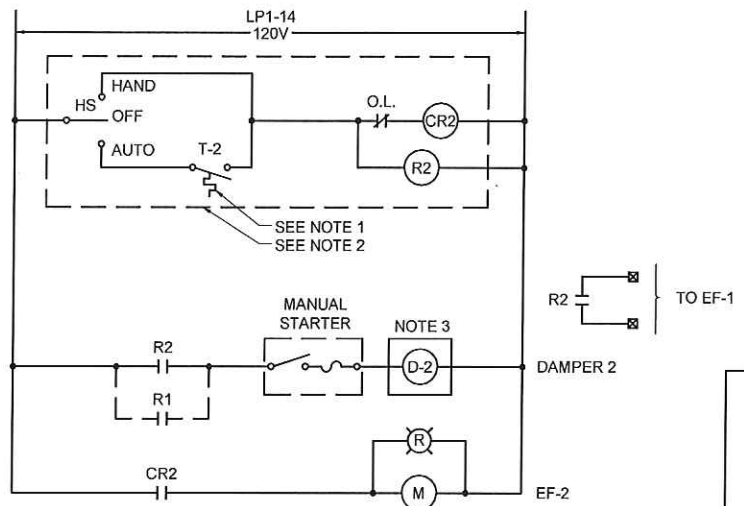 LP1-14
120V
HAND
HS
OFF
AUTO
T-2
O.L.
CR2
R2
SEE NOTE 1
SEE NOTE 2
R2
TO EF-1
MANUAL
STARTER
NOTE 3
R2
D-2
DAMPER 2
R1
R
CR2
M
EF-2